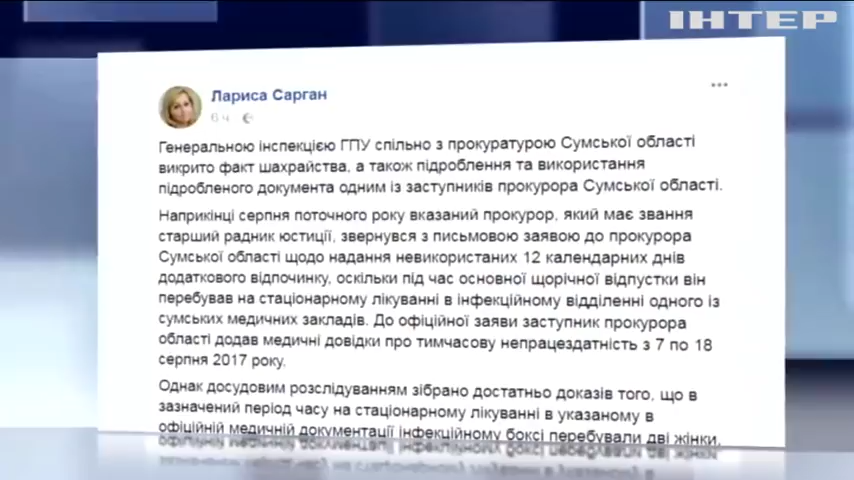 ІНТЕР
Лариса Сарган
6 ч
Генеральною інспекцією ГПУ спільно з прокуратурою Сумської області
викрито факт шахрайства, а також підроблення та використання
підробленого документа одним із заступників прокурора Сумської області.
Наприкінці серпня поточного року вказаний прокурор, який має звання
старший радник юстиції, звернувся з письмовою заявою до прокурора
Сумської області щодо надання невикористаних 12 календарних днів
додаткового відпочинку, оскільки під час основної щорічної відпустки він
перебував на стаціонарному лікуванні в інфекційному відділенні одного із
сумських медичних закладів. До офіційної заяви заступник прокурора
області додав медичні довідки про тимчасову непрацездатність з 7 по 18
серпня 2017 року.
Однак досудовим розслідуванням зібрано достатньо доказів того, що в
зазначений період часу на стаціонарному лікуванні в указаному в
офіційній медичній документації інфекційному боксі перебували дві жінки,